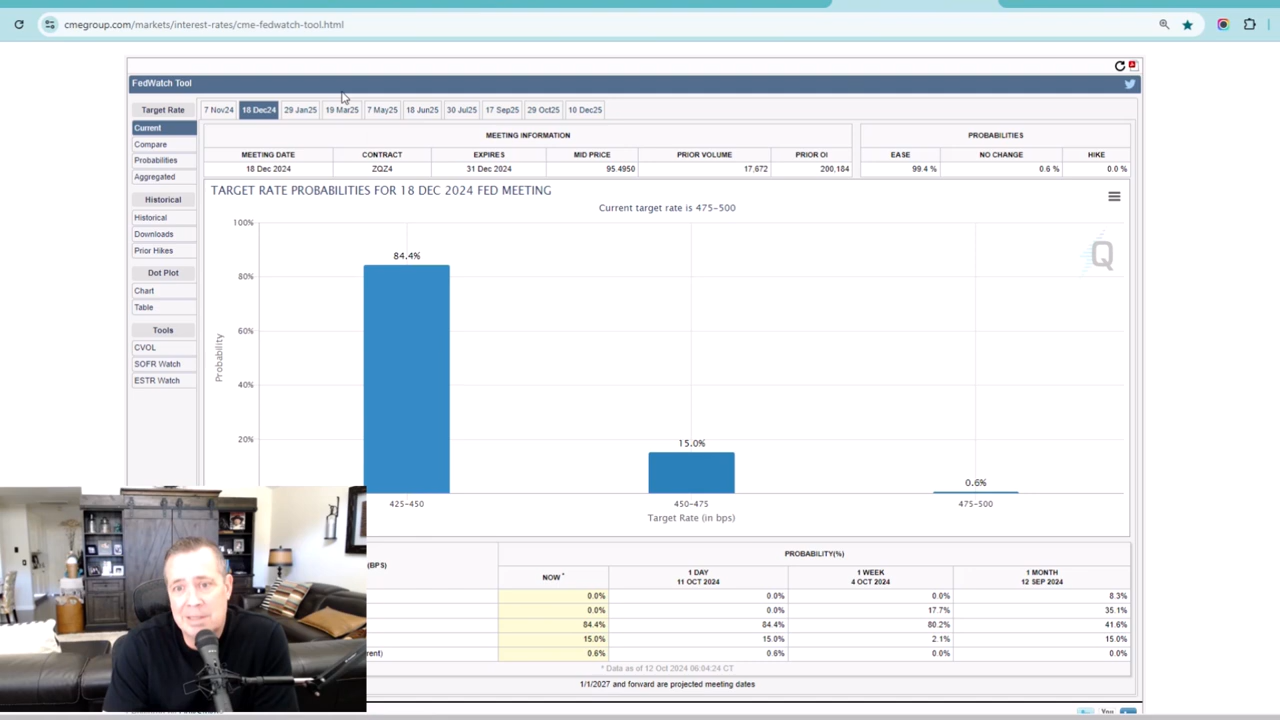 cmegroup.com/markets/interest-rates/cme-fedwatch-tool.html
FedWatch Tool
Target Rate
Current
Compare
Probabilities
Aggregated
Historical
Historical
Downloads
Prior Hikes
Dot Plot
Chart
Table
Tools
CVOL
SOFR Watch
ESTR Watch
7 Nov24 18 Dec24 29 Jan25 19 Mar25 7 May25 18 Jun25 30 Jul25 17 Sep25 29 Oct25 10 Dec25
MEETING INFORMATION PROBABILITIES
MEETING DATE CONTRACT EXPIRES MID PRICE PRIOR VOLUME PRIOR OI EASE NO CHANGE HIKE
18 Dec 2024 ZQZ4 31 Dec 2024 95.4950 17,672 200,184 99.4 % 0.6 % 0.0 %
TARGET RATE PROBABILITIES FOR 18 DEC 2024 FED MEETING
Current target rate is 475-500
100%
80%
60%
40%
20%
Probability
84.4%
15.0%
0.6%
Q
425-450 450-475 475-500
Target Rate (in bps)
(BPS) PROBABILITY(%)
NOW * 1 DAY 1 WEEK 1 MONTH
11 OCT 2024 4 OCT 2024 12 SEP 2024
0.0% 0.0% 0.0% 8.3%
0.0% 0.0% 17.7% 35.1%
84.4% 84.4% 80.2% 41.6%
15.0% 15.0% 2.1% 15.0%
rent) 0.6% 0.6% 0.0% 0.0%
* Data as of 12 Oct 2024 06:04:24 CT
1/1/2027 and forward are projected meeting dates